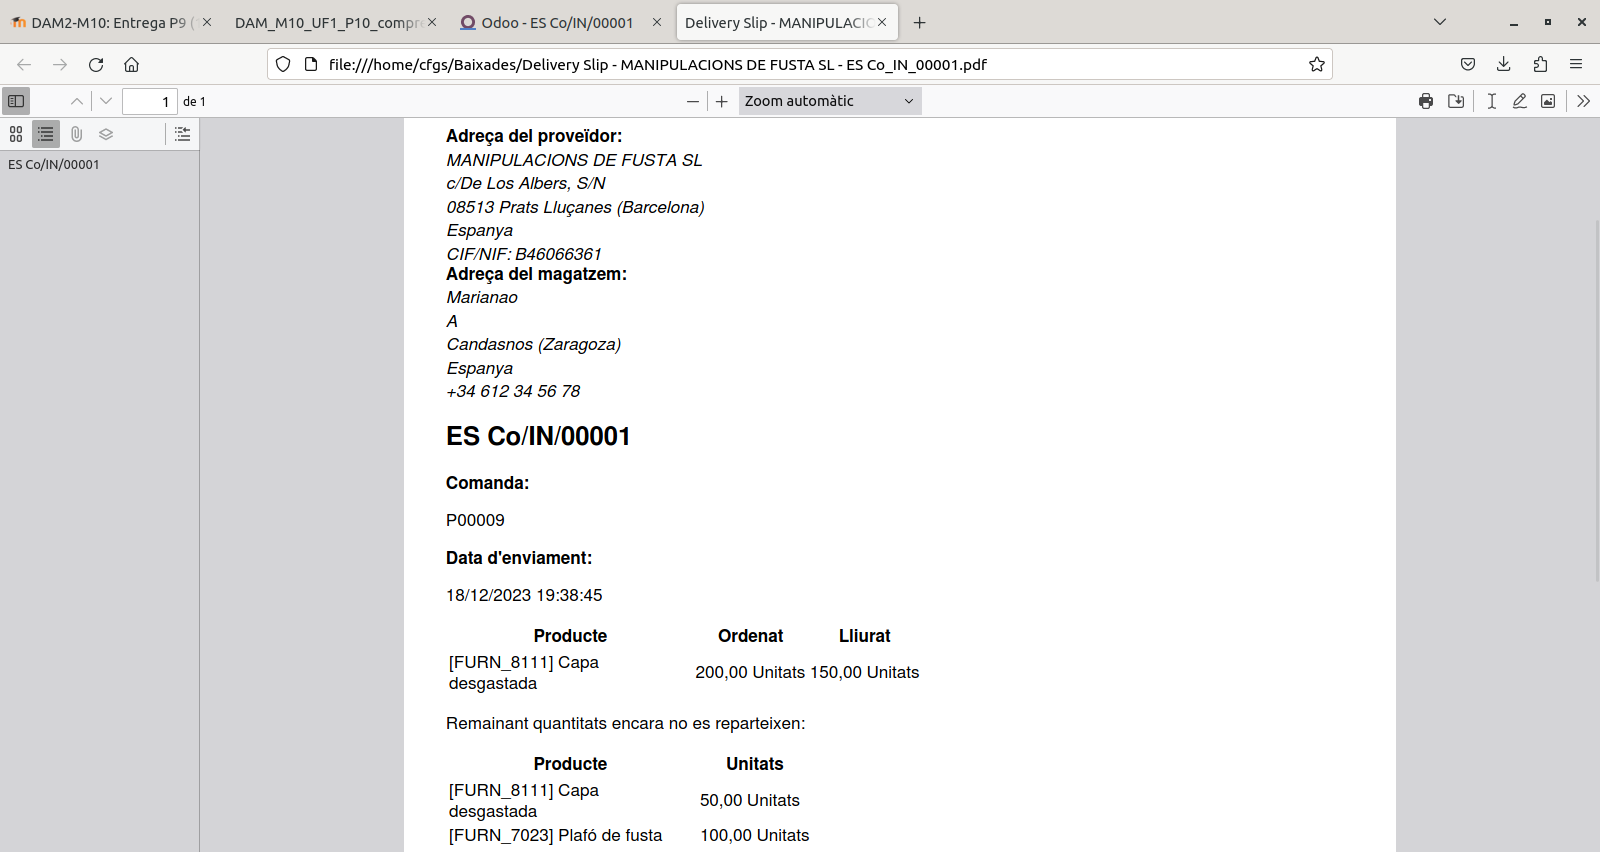 DAM2-M10: Entrega P9 (
DAM_M10_UF1_P10_compre
Odoo - ES Co/IN/00001
Delivery Slip - MANIPULACIO
file:///home/cfgs/Baixades/Delivery Slip - MANIPULACIONS DE FUSTA SL - ES Co_IN_00001.pdf
1 de 1
Zoom automàtic
ES Co/IN/00001
Adreça del proveïdor:
MANIPULACIONS DE FUSTA SL
c/De Los Albers, S/N
08513 Prats Lluçanes (Barcelona)
Espanya
CIF/NIF: B46066361
Adreça del magatzem:
Marianao
A
Candasnos (Zaragoza)
Espanya
+34 612 34 56 78
ES Co/IN/00001
Comanda:
P00009
Data d'enviament:
18/12/2023 19:38:45
Producte Ordenat Lliurat
[FURN_8111] Capa
desgastada 200,00 Unitats 150,00 Unitats
Remainant quantitats encara no es reparteixen:
Producte Unitats
[FURN_8111] Capa
desgastada 50,00 Unitats
[FURN_7023] Plafó de fusta 100,00 Unitats